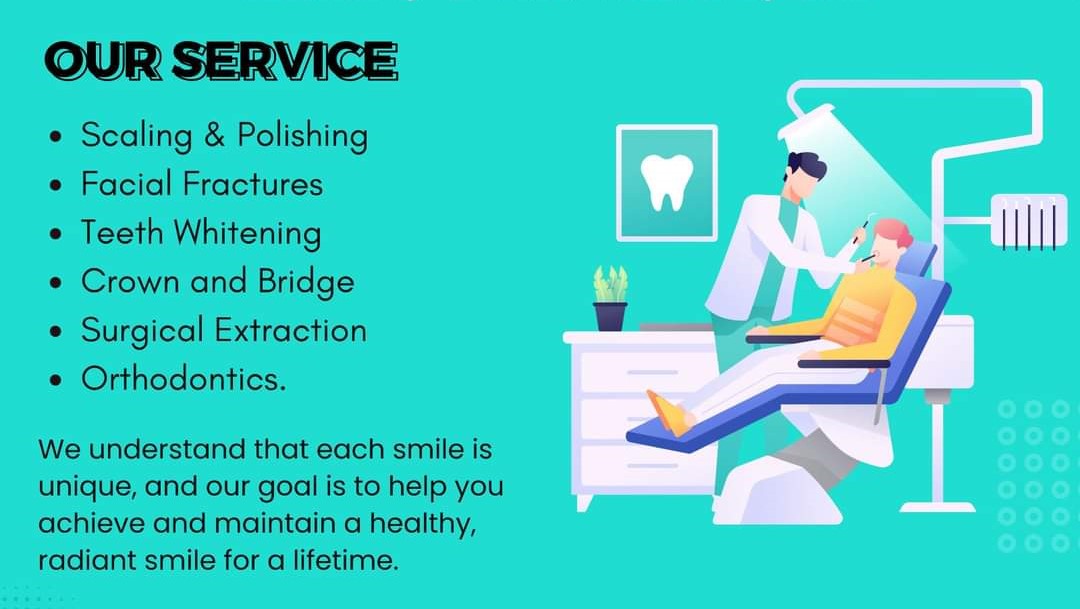 OUR SERVICE
• Scaling & Polishing
• Facial Fractures
• Teeth Whitening
• Crown and Bridge
• Surgical Extraction
• Orthodontics.
We understand that each smile is
unique, and our goal is to help you
achieve and maintain a healthy,
radiant smile for a lifetime.